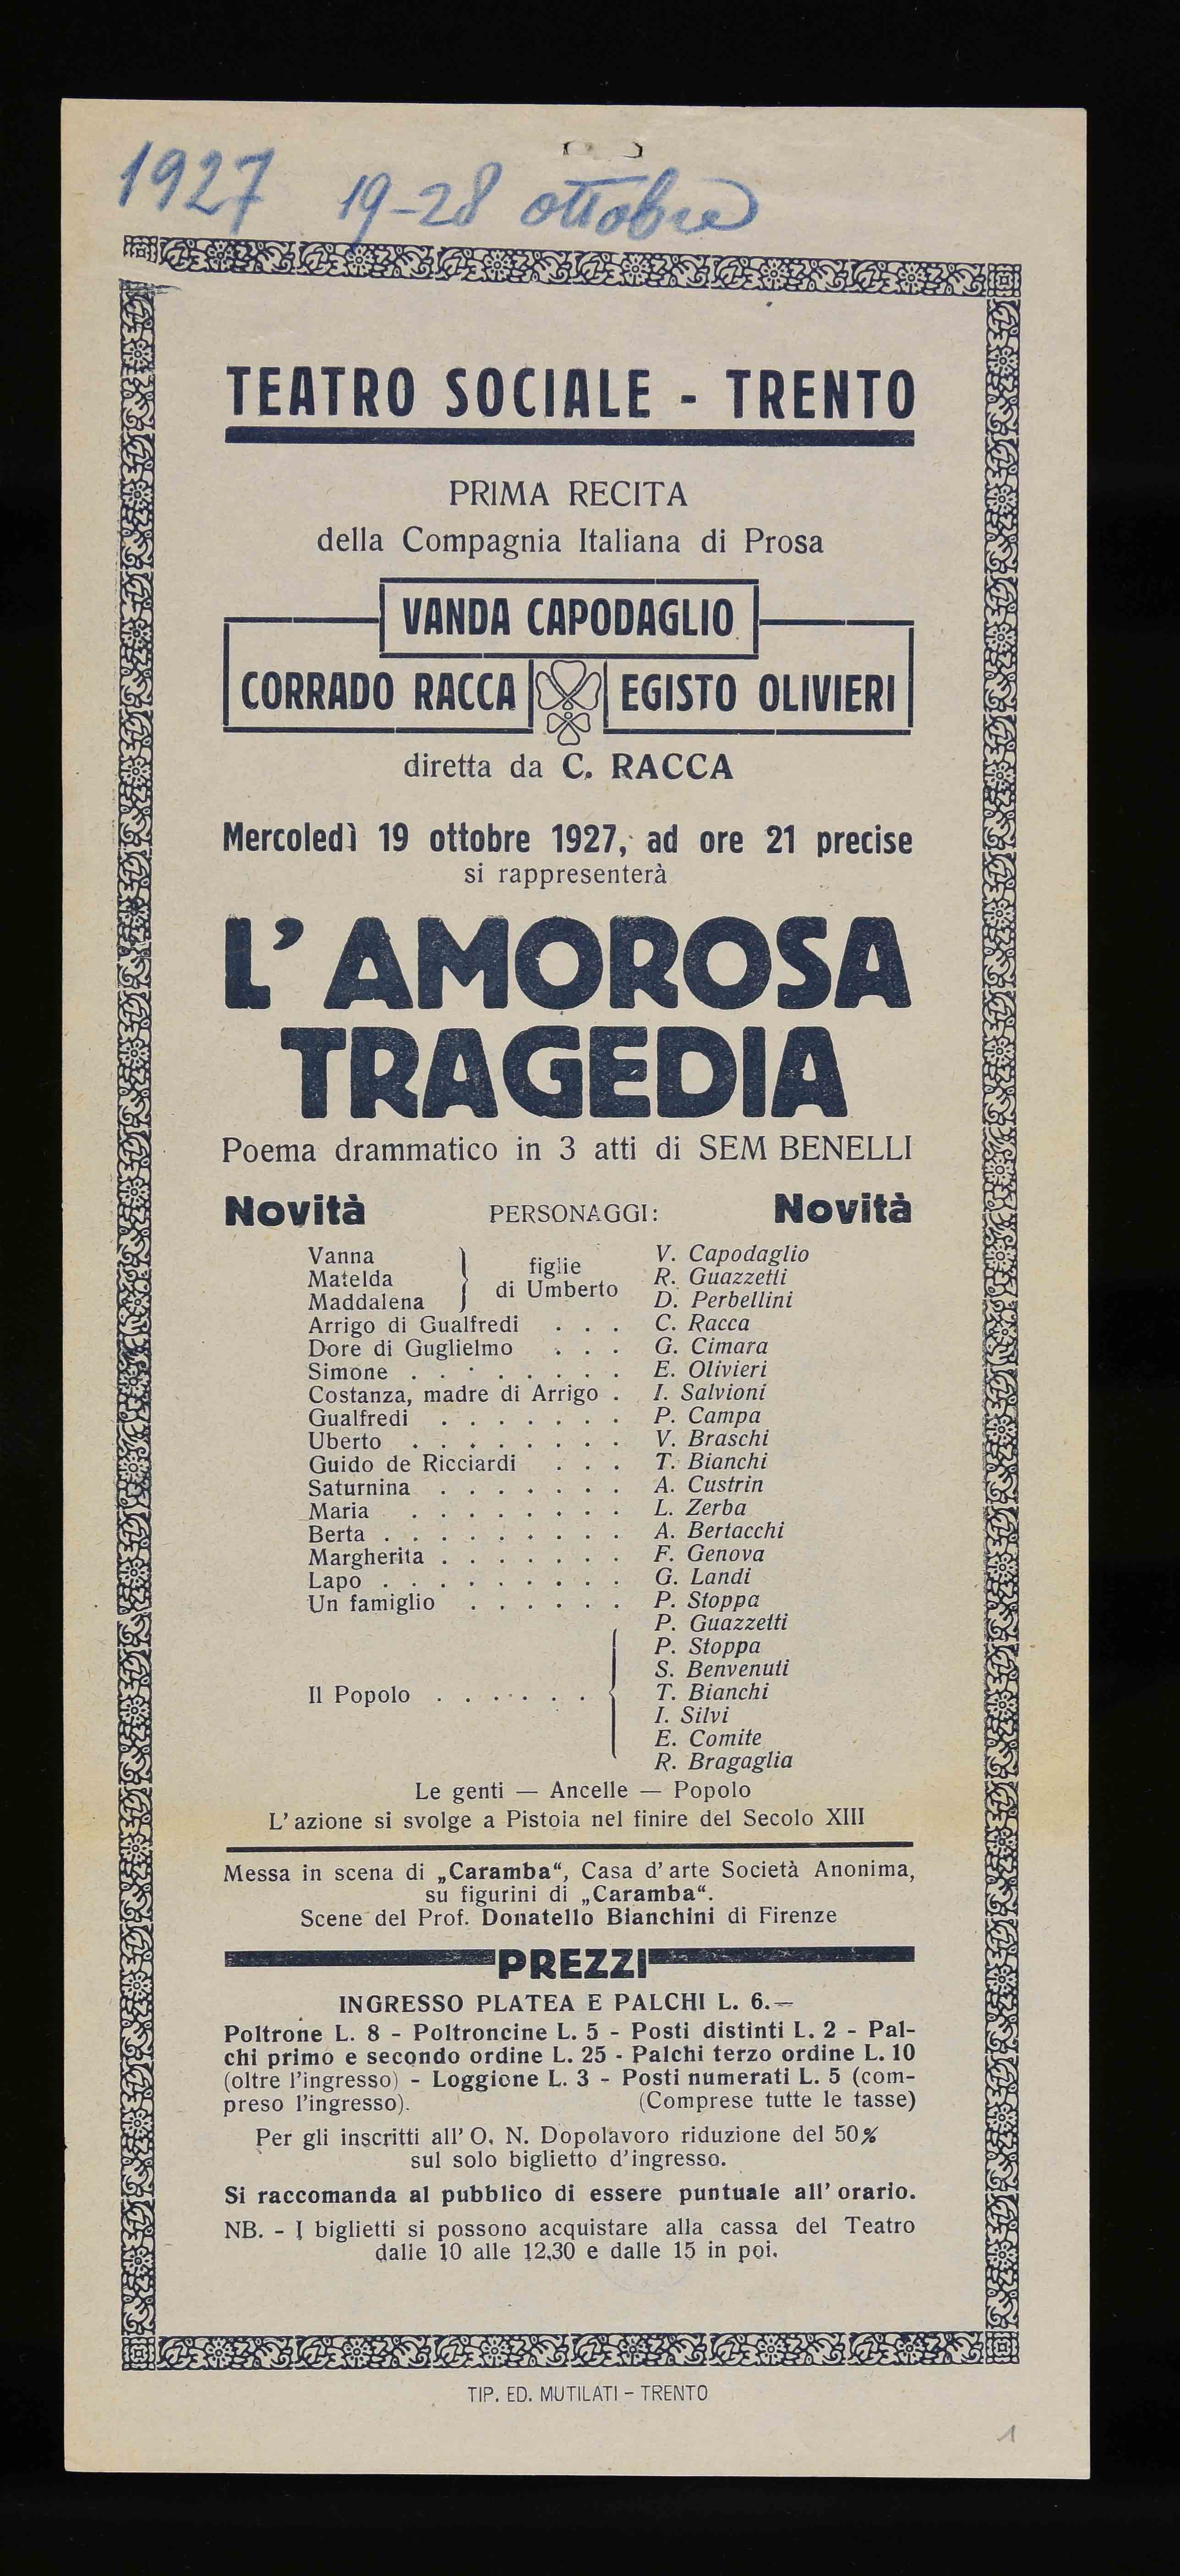 1927 19-28 ottobre
TEATRO SOCIALE - TRENTO
PRIMA RECITA
della Compagnia Italiana di Prosa
VANDA CAPODAGLIO
CORRADO RACCA EGISTO OLIVIERI
diretta da C. RACCA
Mercoledì 19 ottobre 1927, ad ore 21 precise
si rappresenterà
L'AMOROSA
TRAGEDIA
Poema drammatico in 3 atti di SEM BENELLI
Novità PERSONAGGI: Novità
Vanna V. Capodaglio
figlie
Matelda R. Guazzetti
di Umberto
Maddalena D. Perbellini
Arrigo di Gualfredi . . . C. Racca
Dore di Guglielmo . . . G. Cimara
Simone . . . . . . . . E. Olivieri
Costanza, madre di Arrigo . I. Salvioni
Gualfredi . . . . . . . P. Campa
Uberto . . . . . . . . V. Braschi
Guido de Ricciardi . . . T. Bianchi
Saturnina . . . . . . . A. Custrin
Maria . . . . . . . . L. Zerba
Berta . . . . . . . . . A. Bertacchi
Margherita . . . . . . . F. Genova
Lapo . . . . . . . . . G. Landi
Un famiglio . . . . . . P. Stoppa
P. Guazzetti
P. Stoppa
S. Benvenuti
Il Popolo . . . . . . T. Bianchi
I. Silvi
E. Comite
R. Bragaglia
Le genti — Ancelle — Popolo
L'azione si svolge a Pistoia nel finire del Secolo XIII
Messa in scena di „Caramba“, Casa d'arte Società Anonima,
su figurini di „Caramba“.
Scene del Prof. Donatello Bianchini di Firenze
PREZZI
INGRESSO PLATEA E PALCHI L. 6.—
Poltrone L. 8 - Poltroncine L. 5 - Posti distinti L. 2 - Pal-
chi primo e secondo ordine L. 25 - Palchi terzo ordine L. 10
(oltre l'ingresso) - Loggione L. 3 - Posti numerati L. 5 (com-
preso l'ingresso). (Comprese tutte le tasse)
Per gli inscritti all'O. N. Dopolavoro riduzione del 50%
sul solo biglietto d'ingresso.
Si raccomanda al pubblico di essere puntuale all'orario.
NB. - I biglietti si possono acquistare alla cassa del Teatro
dalle 10 alle 12,30 e dalle 15 in poi.
TIP. ED. MUTILATI - TRENTO
1